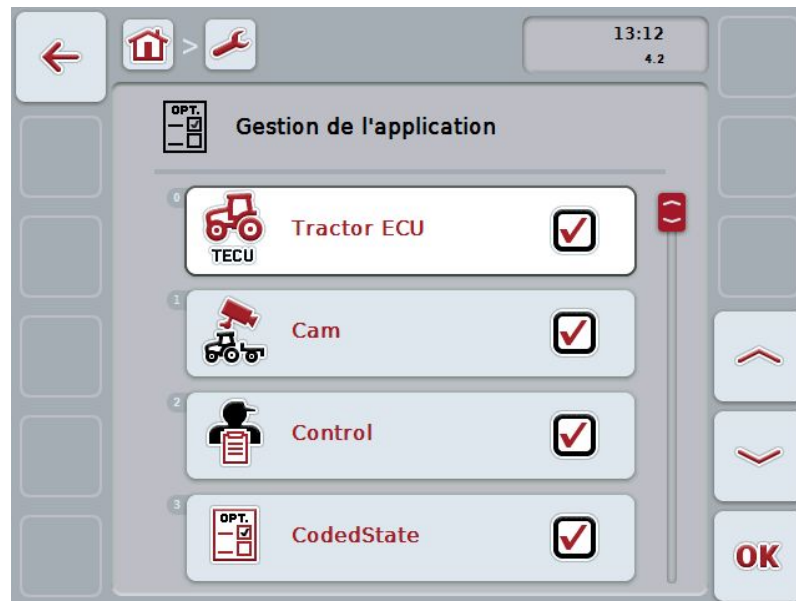 13:12
4.2
OPT.
Gestion de l'application
0
TECU
Tractor ECU
1
Cam
2
Control
3
OPT.
CodedState
OK